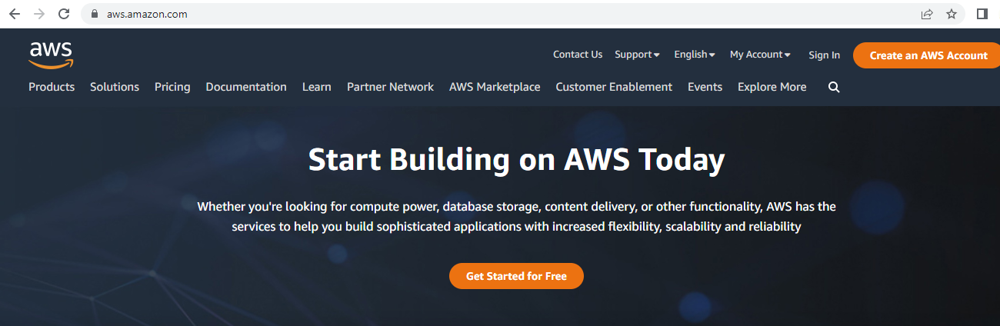 aws.amazon.com
aws
Contact Us Support English My Account Sign In Create an AWS Account
Products Solutions Pricing Documentation Learn Partner Network AWS Marketplace Customer Enablement Events Explore More
Start Building on AWS Today
Whether you're looking for compute power, database storage, content delivery, or other functionality, AWS has the
services to help you build sophisticated applications with increased flexibility, scalability and reliability
Get Started for Free